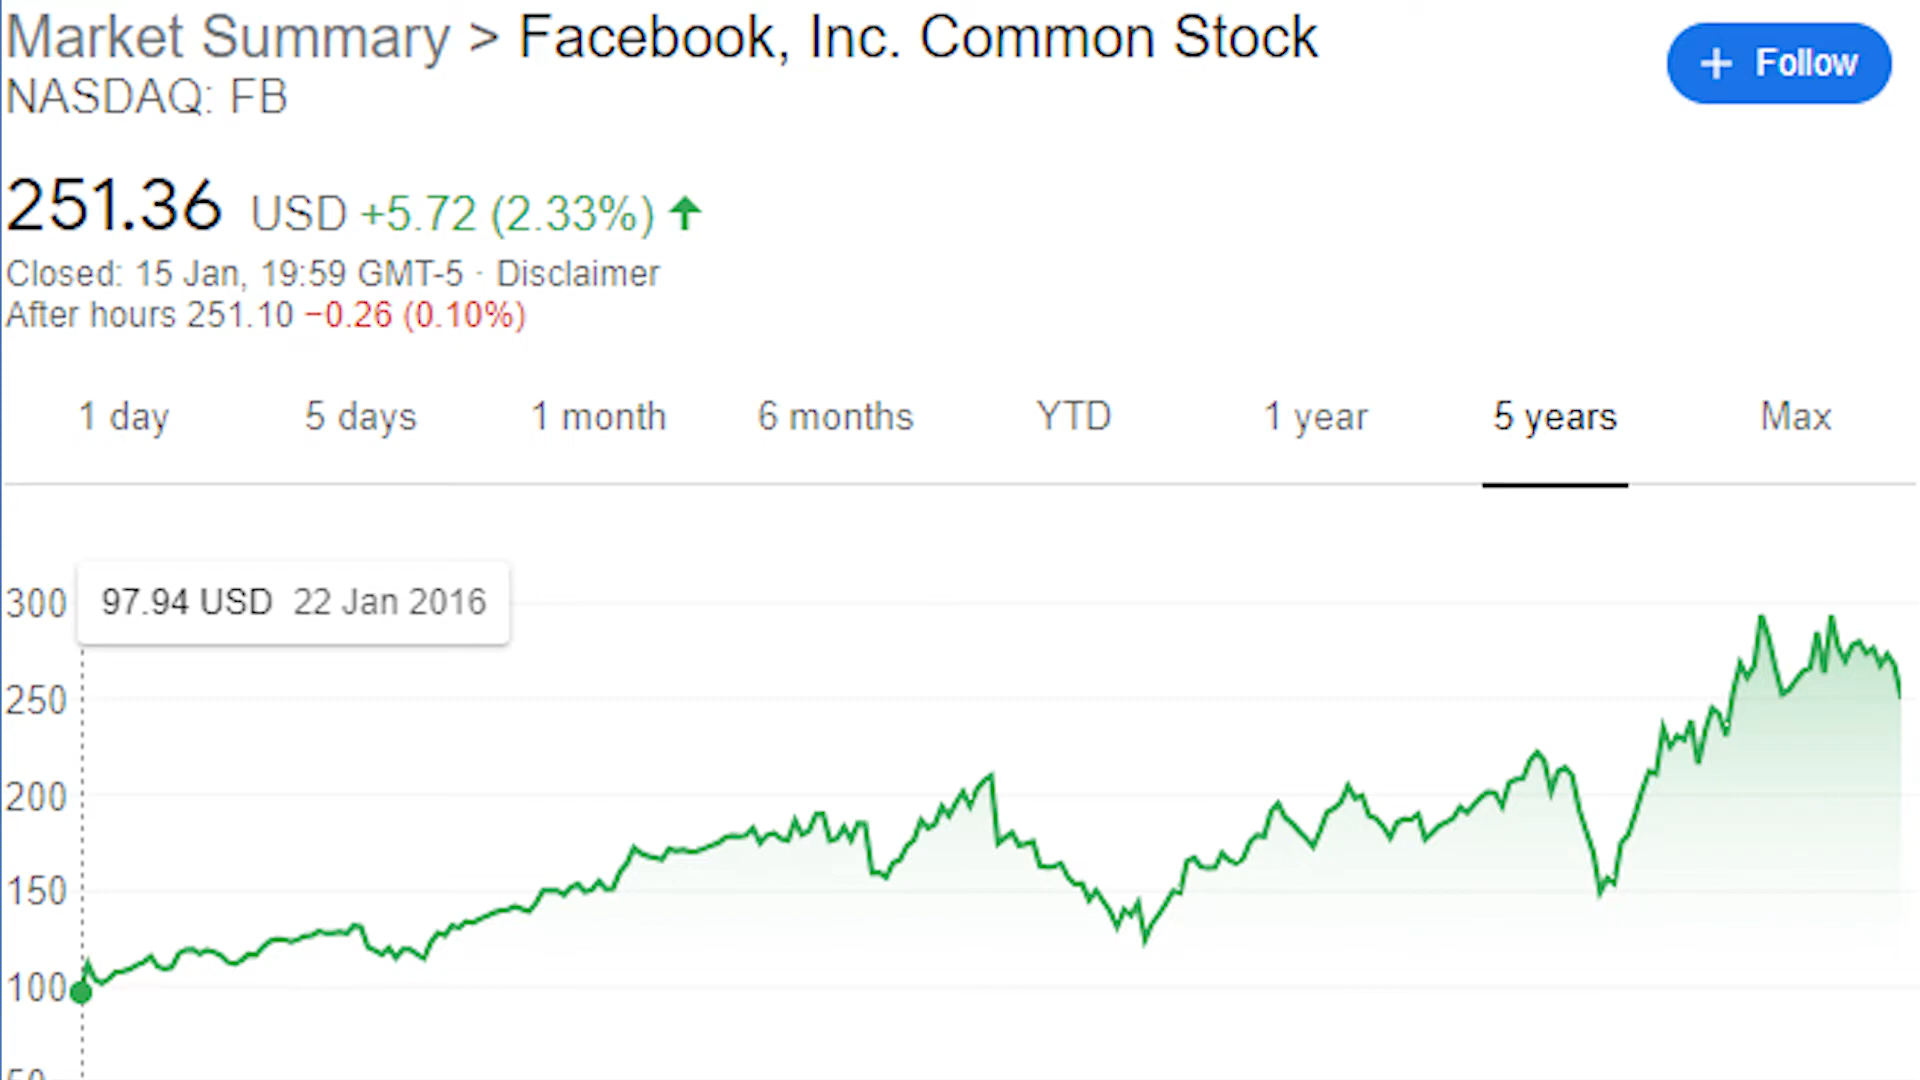 Market Summary > Facebook, Inc. Common Stock
+ Follow
NASDAQ: FB
251.36 USD +5.72 (2.33%)
Closed: 15 Jan, 19:59 GMT-5 · Disclaimer
After hours 251.10 −0.26 (0.10%)
1 day 5 days 1 month 6 months YTD 1 year 5 years Max
300
97.94 USD 22 Jan 2016
250
200
150
100
50